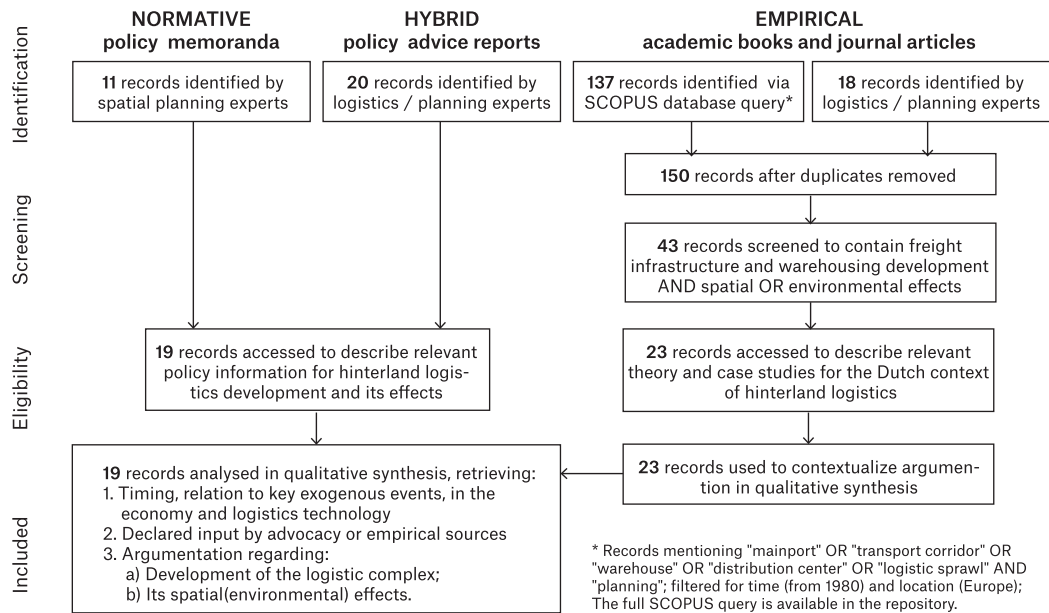 NORMATIVE
policy memoranda
HYBRID
policy advice reports
EMPIRICAL
academic books and journal articles
Identification
11 records identified by
spatial planning experts
20 records identified by
logistics / planning experts
137 records identified via
SCOPUS database query*
18 records identified by
logistics / planning experts
150 records after duplicates removed
Screening
43 records screened to contain freight
infrastructure and warehousing development
AND spatial OR environmental effects
Eligibility
19 records accessed to describe relevant
policy information for hinterland logis-
tics development and its effects
23 records accessed to describe relevant
theory and case studies for the Dutch context
of hinterland logistics
Included
19 records analysed in qualitative synthesis, retrieving:
1. Timing, relation to key exogenous events, in the
economy and logistics technology
2. Declared input by advocacy or empirical sources
3. Argumentation regarding:
a) Development of the logistic complex;
b) Its spatial(environmental) effects.
23 records used to contextualize argumen-
tion in qualitative synthesis
* Records mentioning "mainport" OR "transport corridor" OR
"warehouse" OR "distribution center" OR "logistic sprawl" AND
"planning"; filtered for time (from 1980) and location (Europe);
The full SCOPUS query is available in the repository.